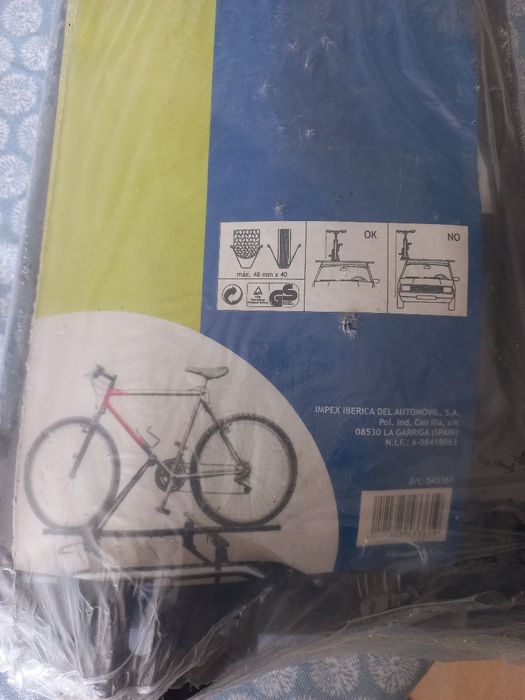 OK
NO
máx. 48 mm x 40
GS
IMPEX IBERICA DEL AUTOMOVIL, S.A.
Pol. Ind. Can Illa, s/n
08530 LA GARRIGA (SPAIN)
N.I.F.: A-08418063
Art. 543361